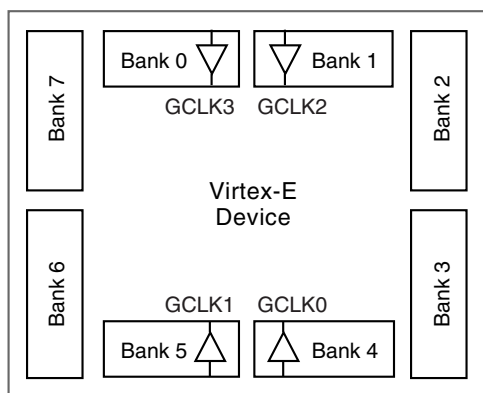 Bank 0
Bank 1
GCLK3
GCLK2
Bank 7
Bank 2
Virtex-E
Device
Bank 6
Bank 3
GCLK1
GCLK0
Bank 5
Bank 4